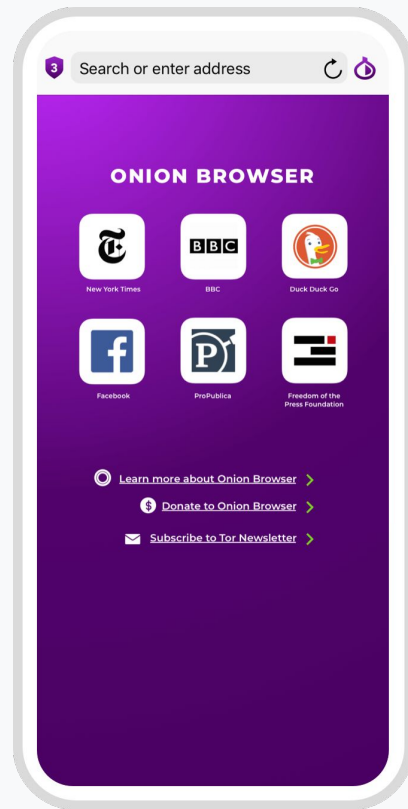 3
Search or enter address
ONION BROWSER
T
BBC
New York Times
BBC
Duck Duck Go
f
P
Facebook
ProPublica
Freedom of the
Press Foundation
Learn more about Onion Browser
$
Donate to Onion Browser
Subscribe to Tor Newsletter